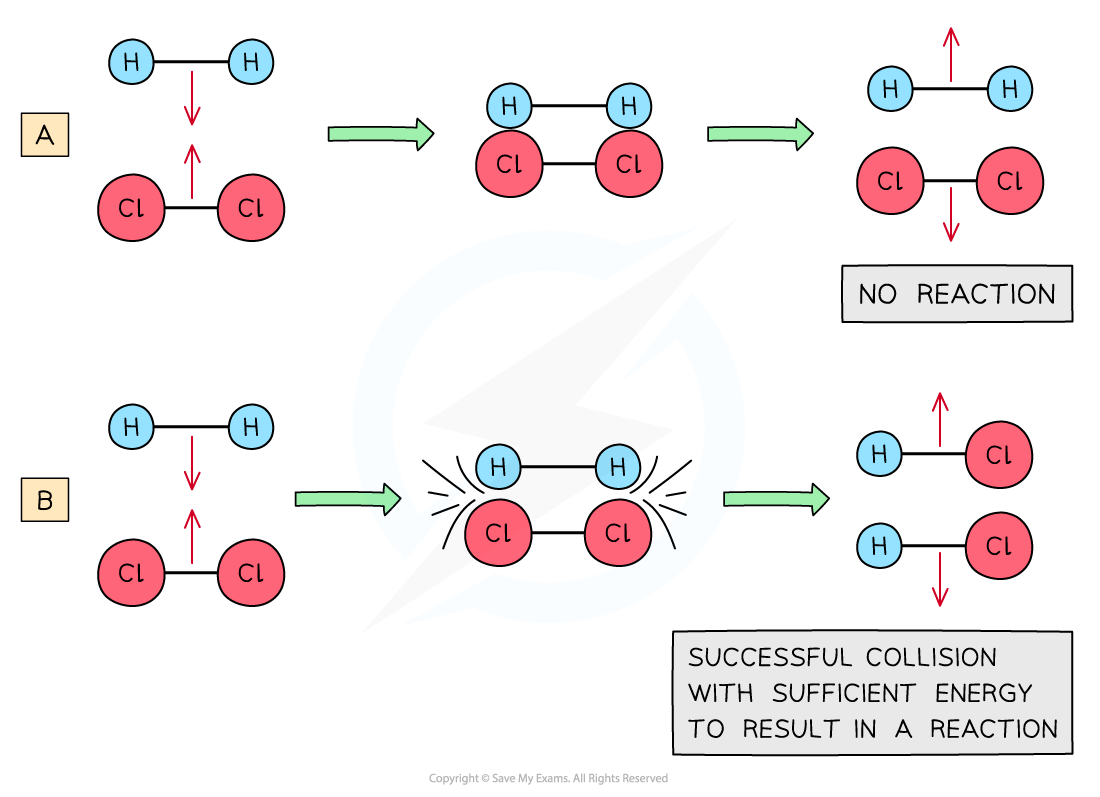 H H
A
Cl Cl
H H
Cl Cl
H H
Cl Cl
NO REACTION
H H
B
Cl Cl
H H
Cl Cl
H Cl
H Cl
SUCCESSFUL COLLISION
WITH SUFFICIENT ENERGY
TO RESULT IN A REACTION
Copyright © Save My Exams. All Rights Reserved